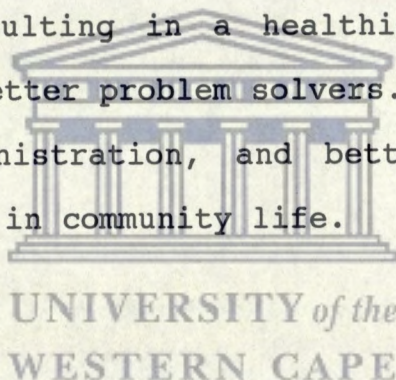 ulting in a healthi
etter problem solvers.
nistration, and bett
in community life.
UNIVERSITY of the
WESTERN CAPE